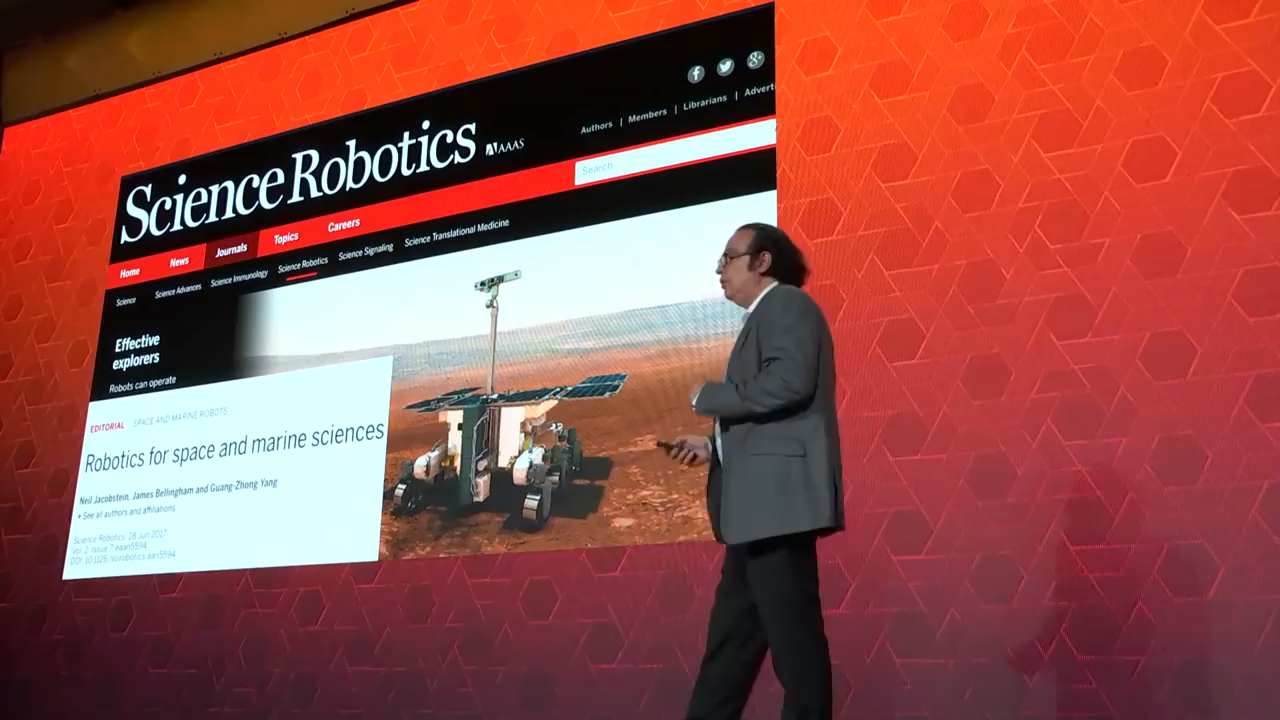 Authors | Members | Librarians | Advert
Science Robotics AAAS
Search
Home News Journals Topics Careers
Science Science Advances Science Immunology Science Robotics Science Signaling Science Translational Medicine
Effective
explorers
Robots can operate
EDITORIAL SPACE AND MARINE ROBOTS
Robotics for space and marine sciences
Neil Jacobstein, James Bellingham and Guang-Zhong Yang
+ See all authors and affiliations
Science Robotics 28 Jun 2017
Vol. 2, Issue 7, eaan5594
DOI: 10.1126/scirobotics.aan5594